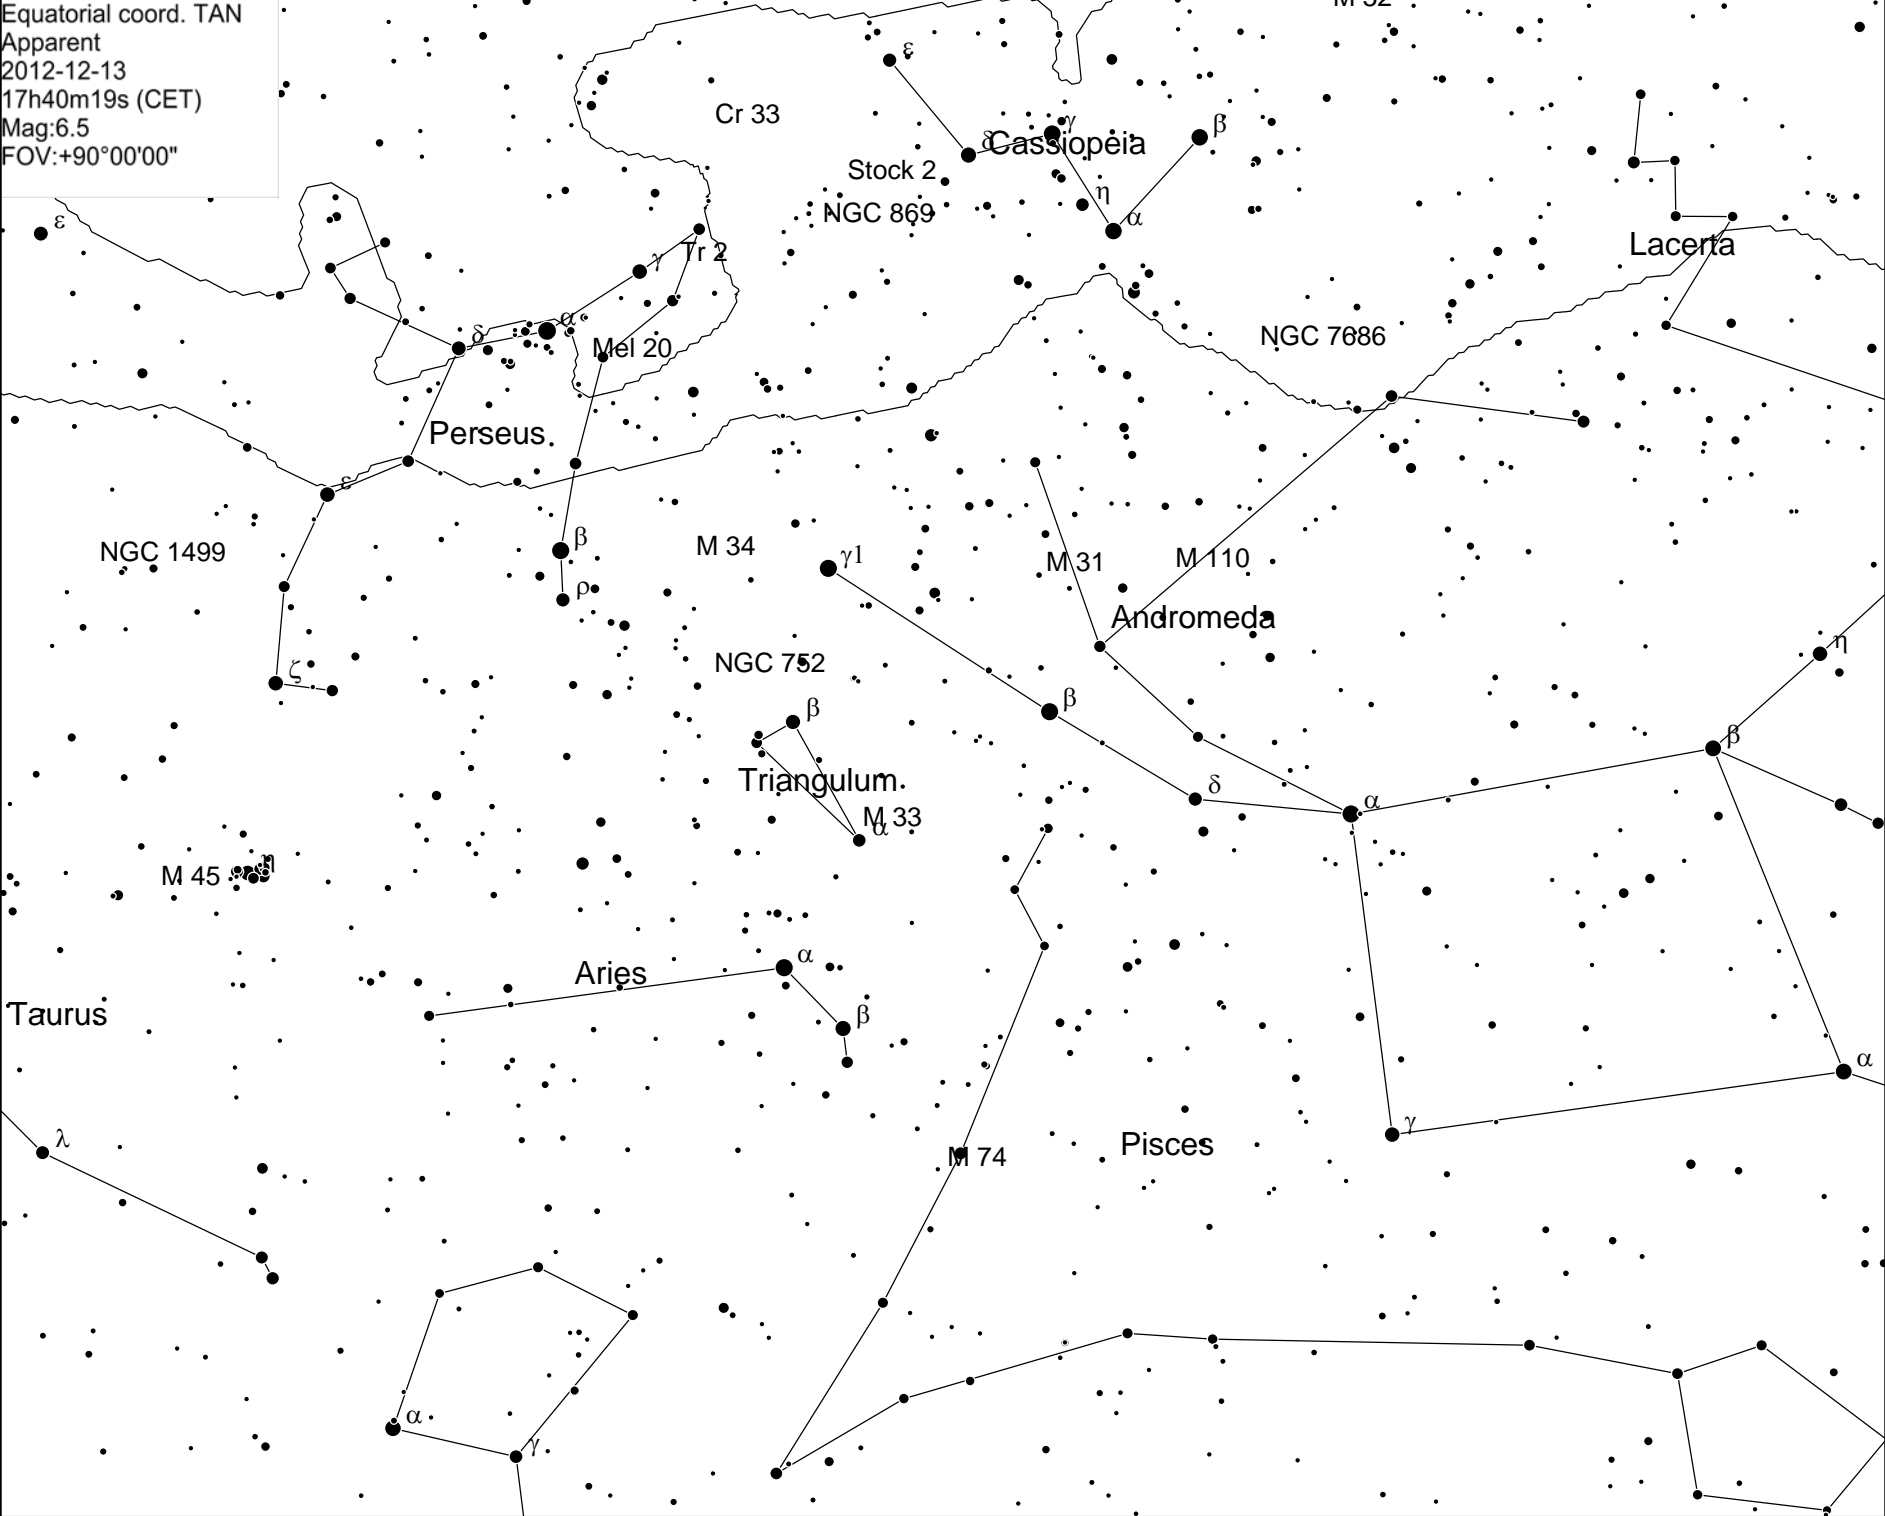 Equatorial coord. TAN
Apparent
2012-12-13
17h40m19s (CET)
Mag:6.5
FOV:+90°00'00"
ε
Cr 33
γ
δ
Cassiopeia
β
Stock 2
η
NGC 869
α
ε
Lacerta
γ
Tr 2
α
δ
Mel 20
NGC 7686
Perseus
ε
β
M 34
γ1
NGC 1499
M 31
M 110
ρ
Andromeda
η
NGC 752
ζ
β
β
β
Triangulum
δ
α
M 33
α
η
M 45
α
Aries
β
Taurus
α
λ
γ
Pisces
M 74
α
γ